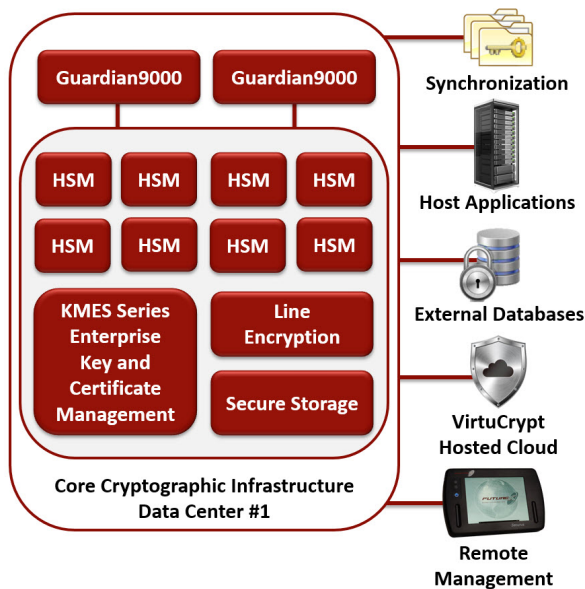 Guardian9000
Guardian9000
HSM
HSM
HSM
HSM
HSM
HSM
HSM
HSM
KMES Series
Enterprise
Key and
Certificate
Management
Line
Encryption
Secure Storage
Core Cryptographic Infrastructure
Data Center #1
Synchronization
Host Applications
External Databases
VirtuCrypt
Hosted Cloud
FUTURE
Remote
Management